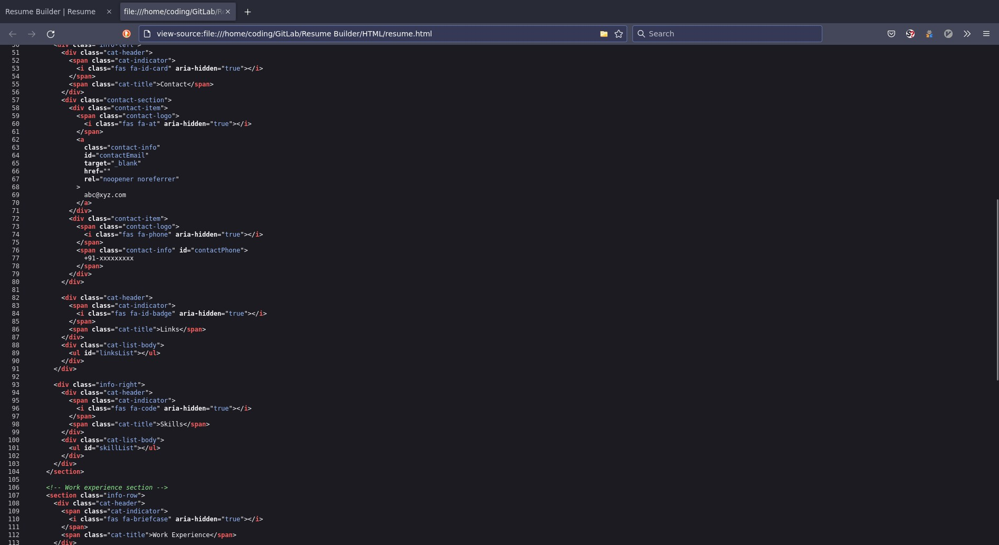 Resume Builder | Resume
file:///home/coding/GitLab/Re
view-source:file:///home/coding/GitLab/Resume Builder/HTML/resume.html
Search
50 <div class="info-left">
51 <div class="cat-header">
52 <span class="cat-indicator">
53 <i class="fas fa-id-card" aria-hidden="true"></i>
54 </span>
55 <span class="cat-title">Contact</span>
56 </div>
57 <div class="contact-section">
58 <div class="contact-item">
59 <span class="contact-logo">
60 <i class="fas fa-at" aria-hidden="true"></i>
61 </span>
62 <a
63 class="contact-info"
64 id="contactEmail"
65 target="_blank"
66 href=""
67 rel="noopener noreferrer"
68 >
69 abc@xyz.com
70 </a>
71 </div>
72 <div class="contact-item">
73 <span class="contact-logo">
74 <i class="fas fa-phone" aria-hidden="true"></i>
75 </span>
76 <span class="contact-info" id="contactPhone">
77 +91-xxxxxxxxx
78 </span>
79 </div>
80 </div>
81
82 <div class="cat-header">
83 <span class="cat-indicator">
84 <i class="fas fa-id-badge" aria-hidden="true"></i>
85 </span>
86 <span class="cat-title">Links</span>
87 </div>
88 <div class="cat-list-body">
89 <ul id="linksList"></ul>
90 </div>
91 </div>
92
93 <div class="info-right">
94 <div class="cat-header">
95 <span class="cat-indicator">
96 <i class="fas fa-code" aria-hidden="true"></i>
97 </span>
98 <span class="cat-title">Skills</span>
99 </div>
100 <div class="cat-list-body">
101 <ul id="skillList"></ul>
102 </div>
103 </div>
104 </section>
105
106 <!-- Work experience section -->
107 <section class="info-row">
108 <div class="cat-header">
109 <span class="cat-indicator">
110 <i class="fas fa-briefcase" aria-hidden="true"></i>
111 </span>
112 <span class="cat-title">Work Experience</span>
113 </div>